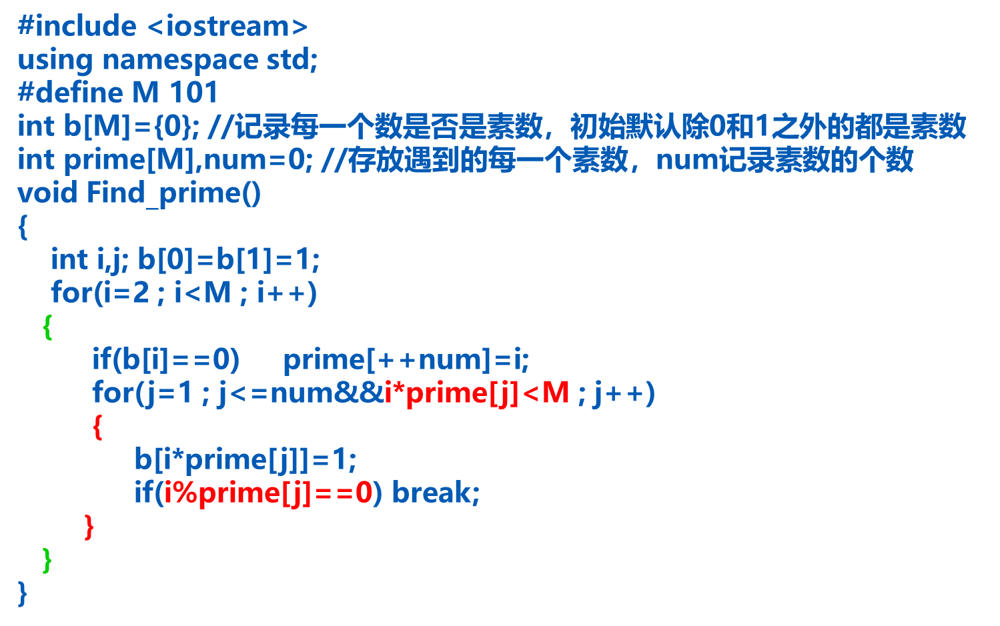 #include <iostream>
using namespace std;
#define M 101
int b[M]={0}; //记录每一个数是否是素数，初始默认除0和1之外的都是素数
int prime[M],num=0; //存放遇到的每一个素数，num记录素数的个数
void Find_prime()
{
int i,j; b[0]=b[1]=1;
for(i=2 ; i<M ; i++)
{
if(b[i]==0) prime[++num]=i;
for(j=1 ; j<=num&&i*prime[j]<M ; j++)
{
b[i*prime[j]]=1;
if(i%prime[j]==0) break;
}
}
}